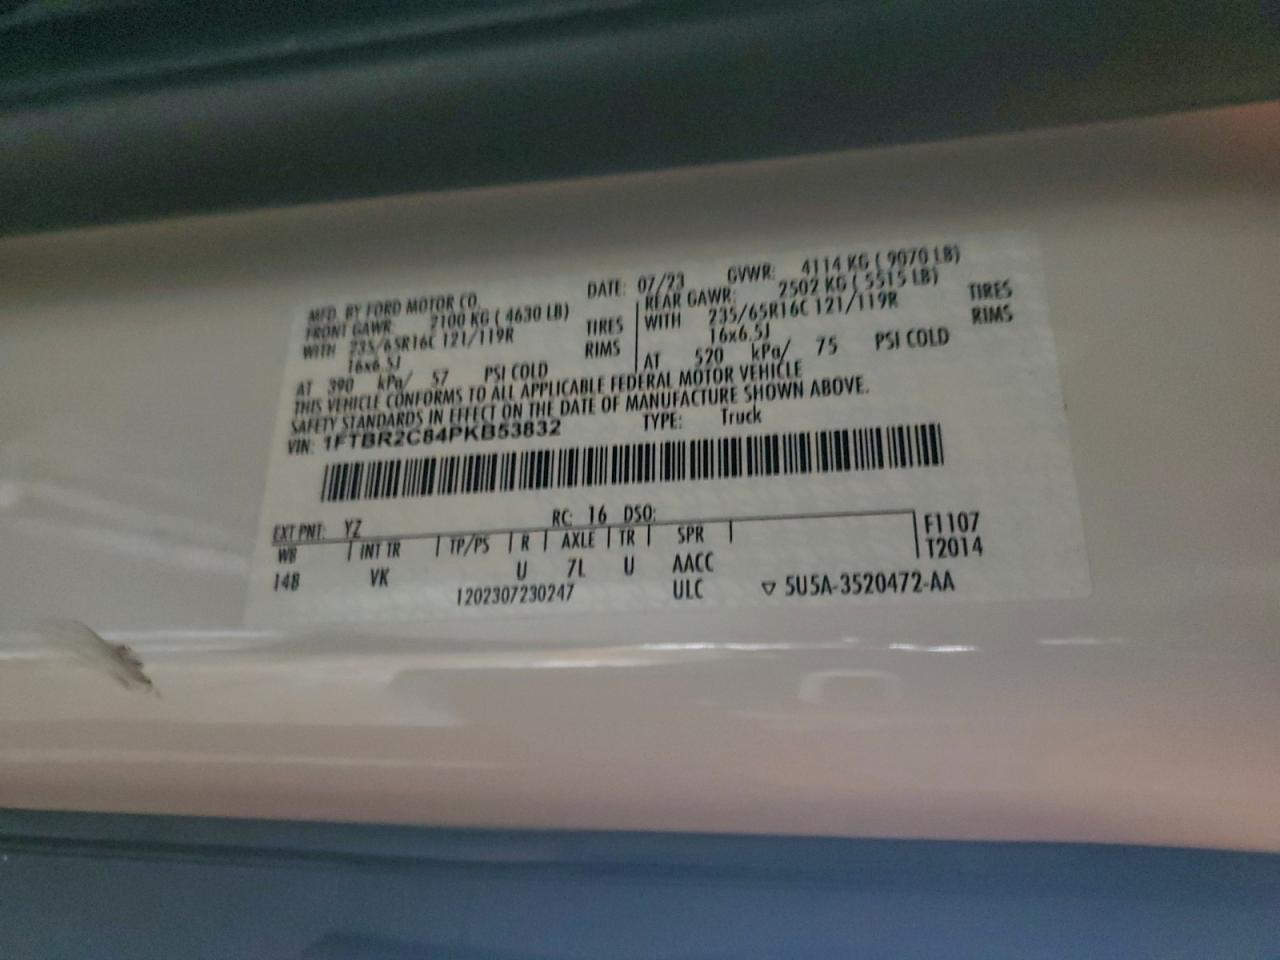 MFD. BY FORD MOTOR CO. DATE: 07/23 GVWR: 4114 KG ( 9070 LB)
FRONT GAWR: 2100 KG ( 4630 LB) REAR GAWR: 2502 KG ( 5515 LB)
WITH 235/65R16C 121/119R TIRES WITH 235/65R16C 121/119R TIRES
16x6.5J RIMS 16x6.5J RIMS
AT 390 kPa/ 57 PSI COLD AT 520 kPa/ 75 PSI COLD
THIS VEHICLE CONFORMS TO ALL APPLICABLE FEDERAL MOTOR VEHICLE
SAFETY STANDARDS IN EFFECT ON THE DATE OF MANUFACTURE SHOWN ABOVE.
VIN: 1FTBR2C84PKB53832 TYPE: Truck
EXT PNT: YZ RC: 16 DSO:
WB INT TR TP/PS R AXLE TR SPR F1107
148 VK U 7L U AACC T2014
1202307230247 ULC ▽ 5U5A-3520472-AA